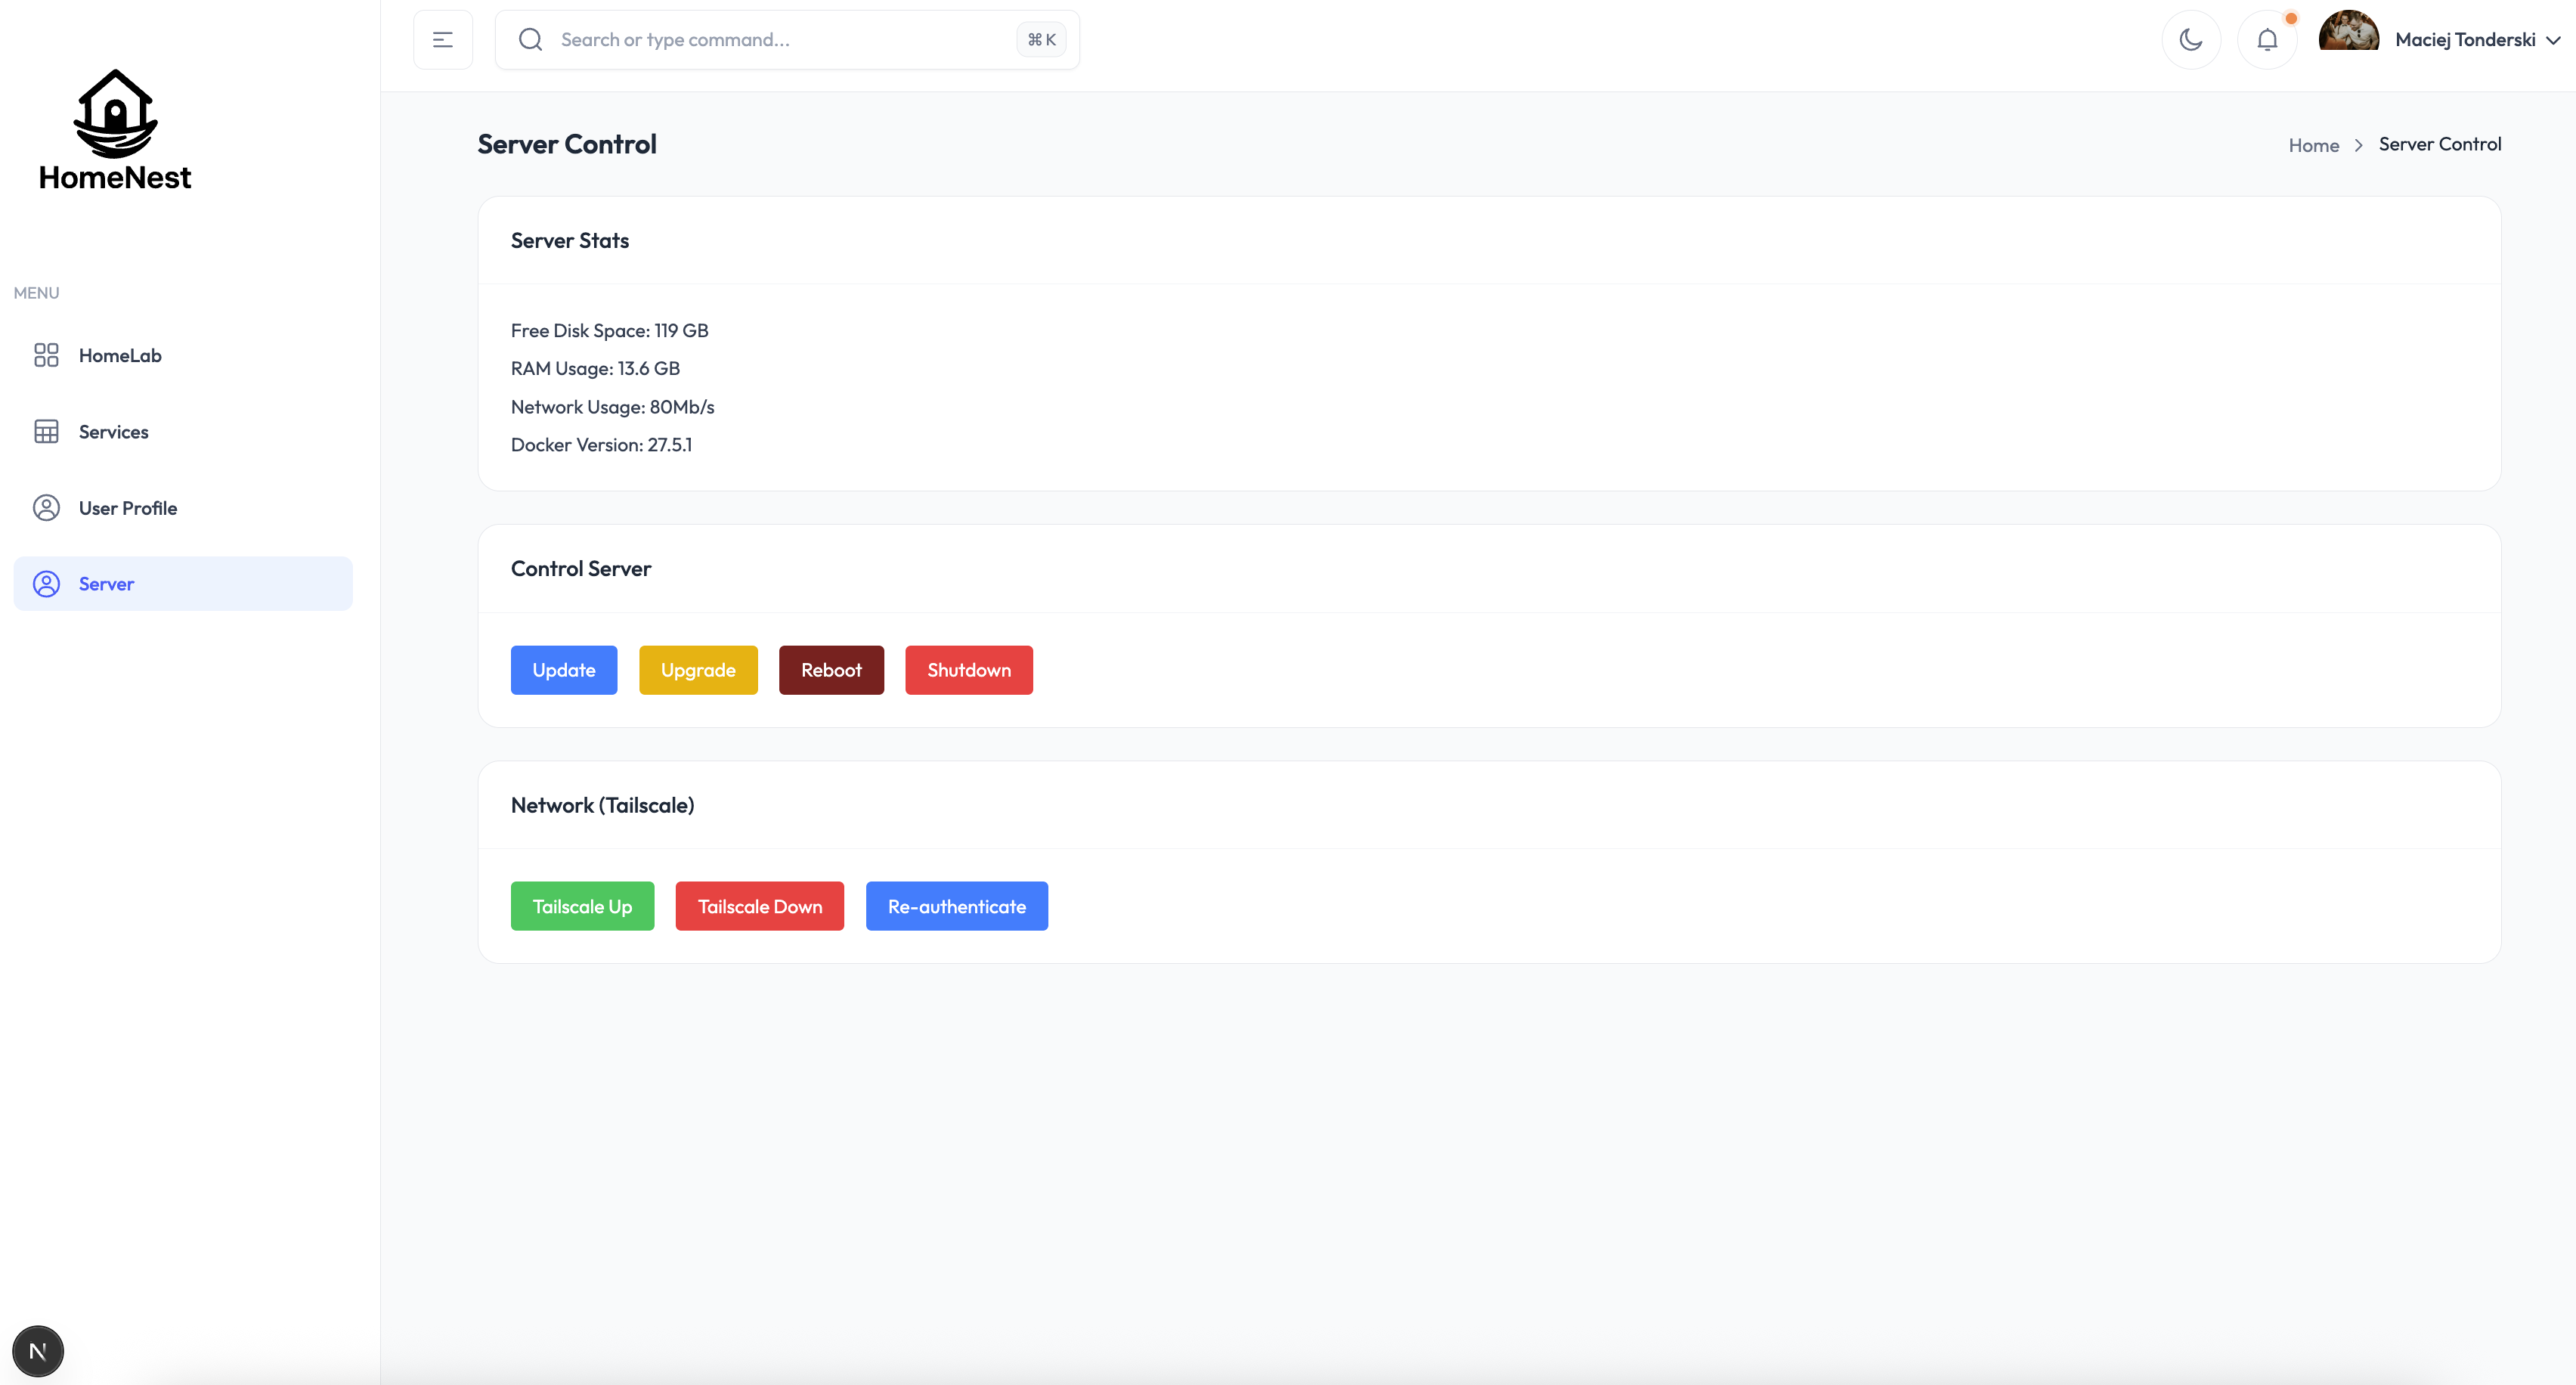 HomeNest
MENU
HomeLab
Services
User Profile
Server
N
Search or type command...
⌘ K
Maciej Tonderski
Server Control
Home > Server Control
Server Stats
Free Disk Space: 119 GB
RAM Usage: 13.6 GB
Network Usage: 80Mb/s
Docker Version: 27.5.1
Control Server
Update Upgrade Reboot Shutdown
Network (Tailscale)
Tailscale Up Tailscale Down Re-authenticate